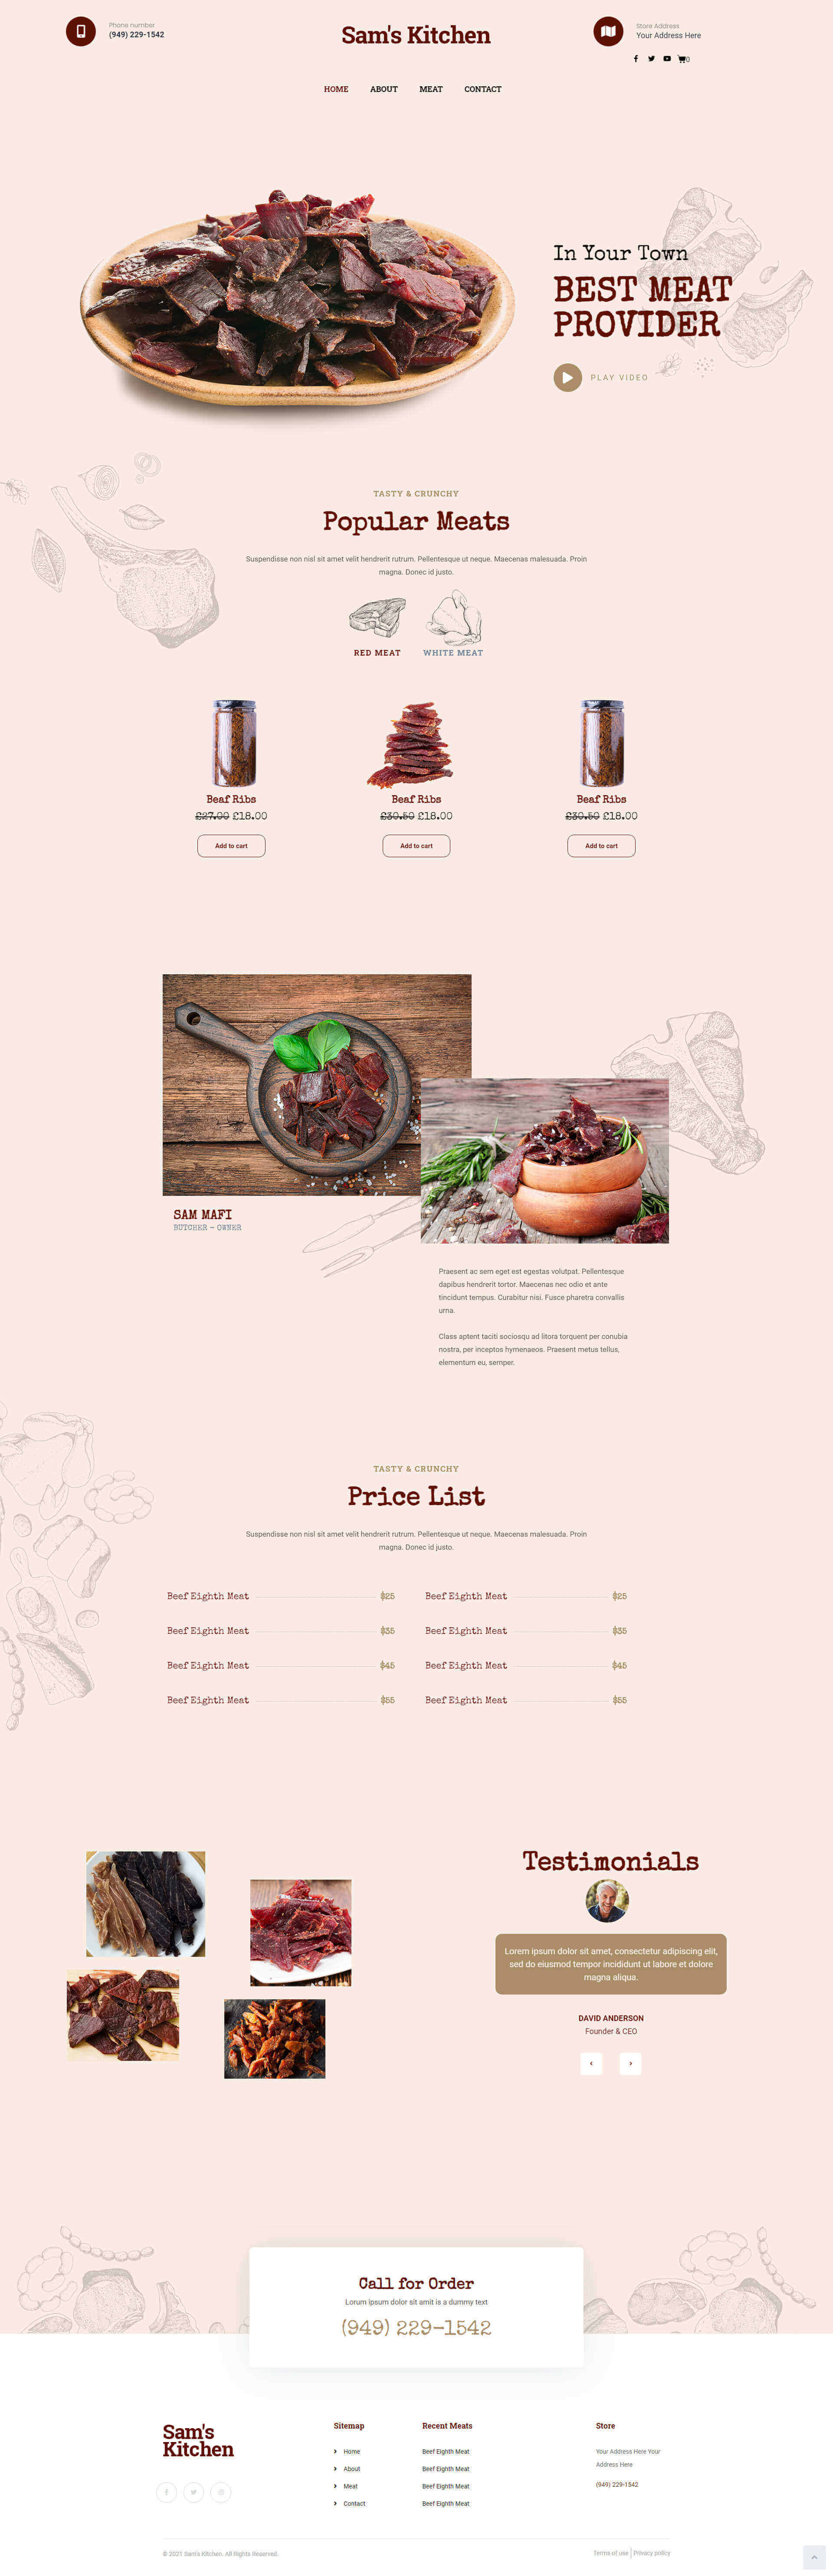 Phone number
(949) 229-1542
Sam's Kitchen
Store Address
Your Address Here
0
HOME ABOUT MEAT CONTACT
In Your Town
BEST MEAT
PROVIDER
PLAY VIDEO
TASTY & CRUNCHY
Popular Meats
Suspendisse non nisl sit amet velit hendrerit rutrum. Pellentesque ut neque. Maecenas malesuada. Proin
magna. Donec id justo.
RED MEAT WHITE MEAT
Beaf Ribs
£27.00 £18.00
Add to cart
Beaf Ribs
£30.50 £18.00
Add to cart
Beaf Ribs
£30.50 £18.00
Add to cart
SAM MAFI
BUTCHER - OWNER
Praesent ac sem eget est egestas volutpat. Pellentesque
dapibus hendrerit tortor. Maecenas nec odio et ante
tincidunt tempus. Curabitur nisi. Fusce pharetra convallis
urna.
Class aptent taciti sociosqu ad litora torquent per conubia
nostra, per inceptos hymenaeos. Praesent metus tellus,
elementum eu, semper.
TASTY & CRUNCHY
Price List
Suspendisse non nisl sit amet velit hendrerit rutrum. Pellentesque ut neque. Maecenas malesuada. Proin
magna. Donec id justo.
Beef Eighth Meat $25
Beef Eighth Meat $35
Beef Eighth Meat $45
Beef Eighth Meat $55
Beef Eighth Meat $25
Beef Eighth Meat $35
Beef Eighth Meat $45
Beef Eighth Meat $55
Testimonials
Lorem ipsum dolor sit amet, consectetur adipiscing elit,
sed do eiusmod tempor incididunt ut labore et dolore
magna aliqua.
DAVID ANDERSON
Founder & CEO
Call for Order
Lorum ipsum dolor sit amit is a dummy text
(949) 229-1542
Sam's
Kitchen
Sitemap
Home
About
Meat
Contact
Recent Meats
Beef Eighth Meat
Beef Eighth Meat
Beef Eighth Meat
Beef Eighth Meat
Store
Your Address Here Your
Address Here
(949) 229-1542
© 2021 Sam's Kitchen. All Rights Reserved.
Terms of use | Privacy policy